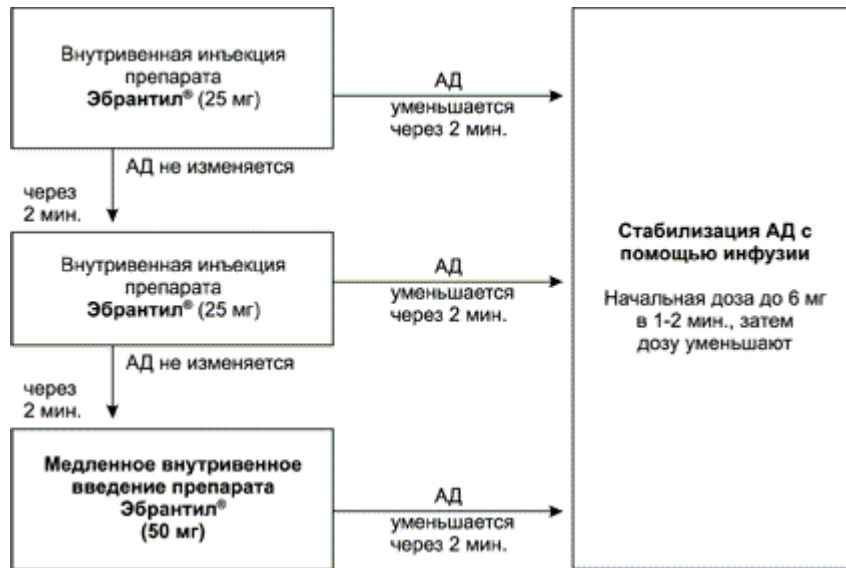 Внутривенная инъекция
препарата
Эбрантил® (25 мг)
АД
уменьшается
через 2 мин.
АД не изменяется
через
2 мин.
Внутривенная инъекция
препарата
Эбрантил® (25 мг)
АД
уменьшается
через 2 мин.
АД не изменяется
через
2 мин.
Медленное внутривенное
введение препарата
Эбрантил®
(50 мг)
АД
уменьшается
через 2 мин.
Стабилизация АД с
помощью инфузии
Начальная доза до 6 мг
в 1-2 мин., затем
дозу уменьшают